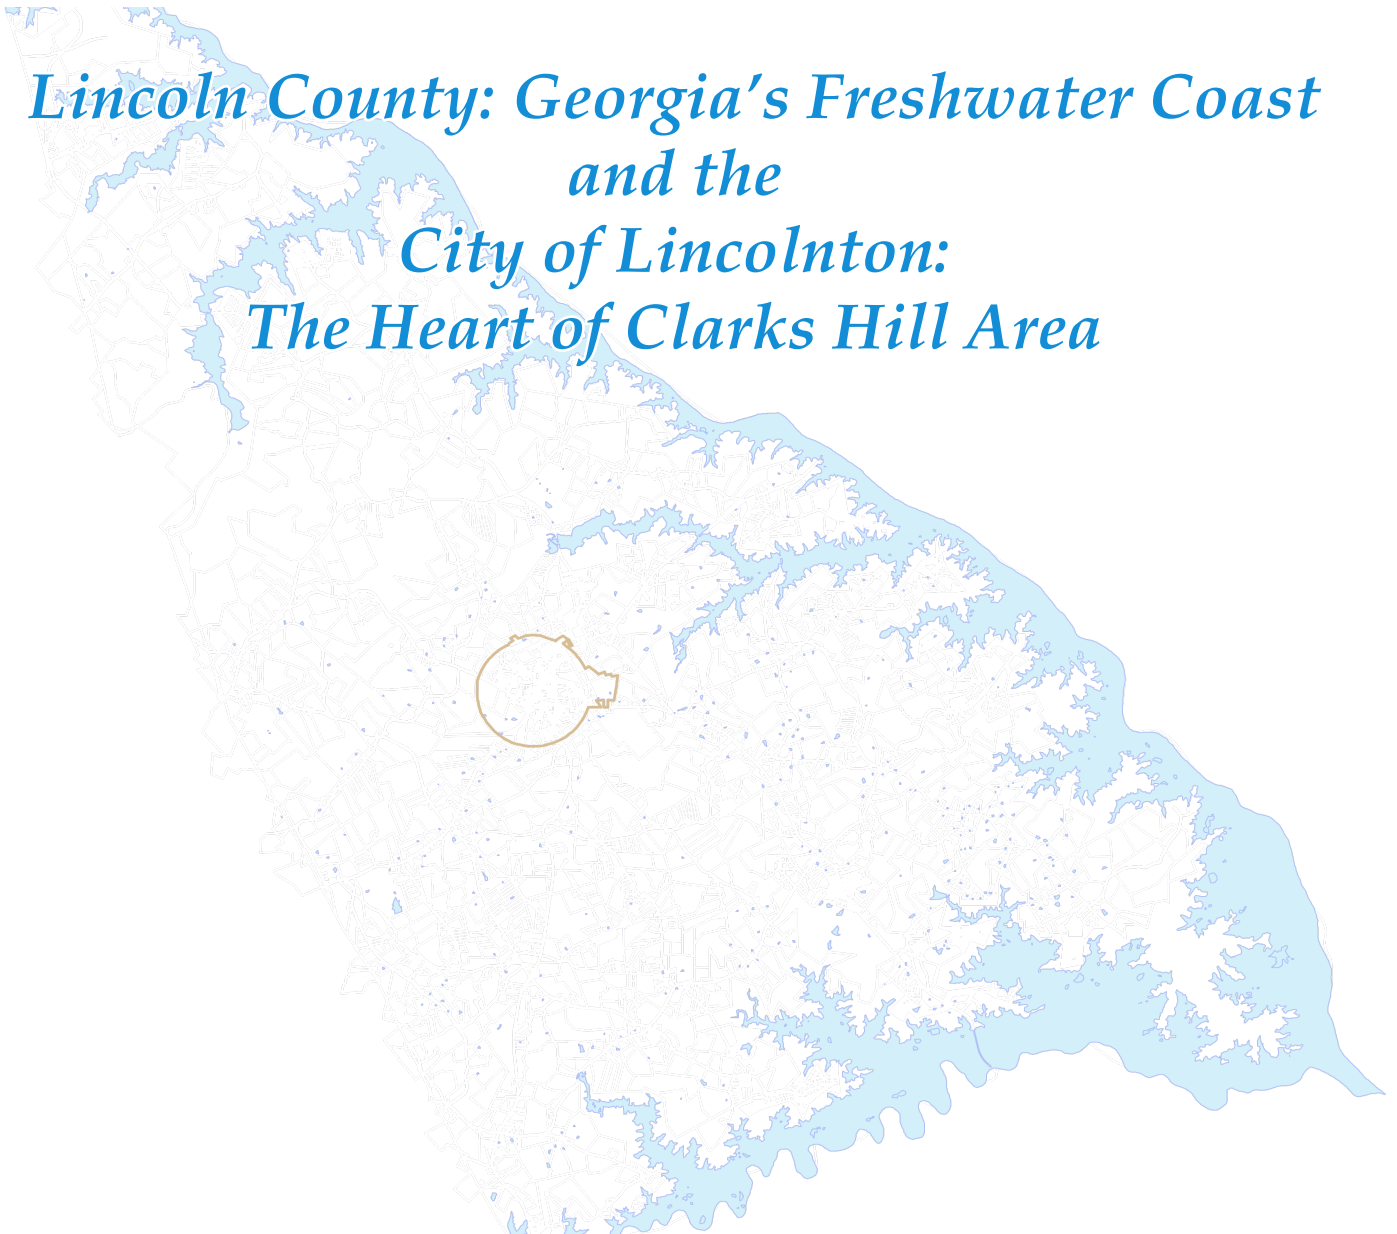 Lincoln County: Georgia’s Freshwater Coast
and the
City of Lincolnton:
The Heart of Clarks Hill Area